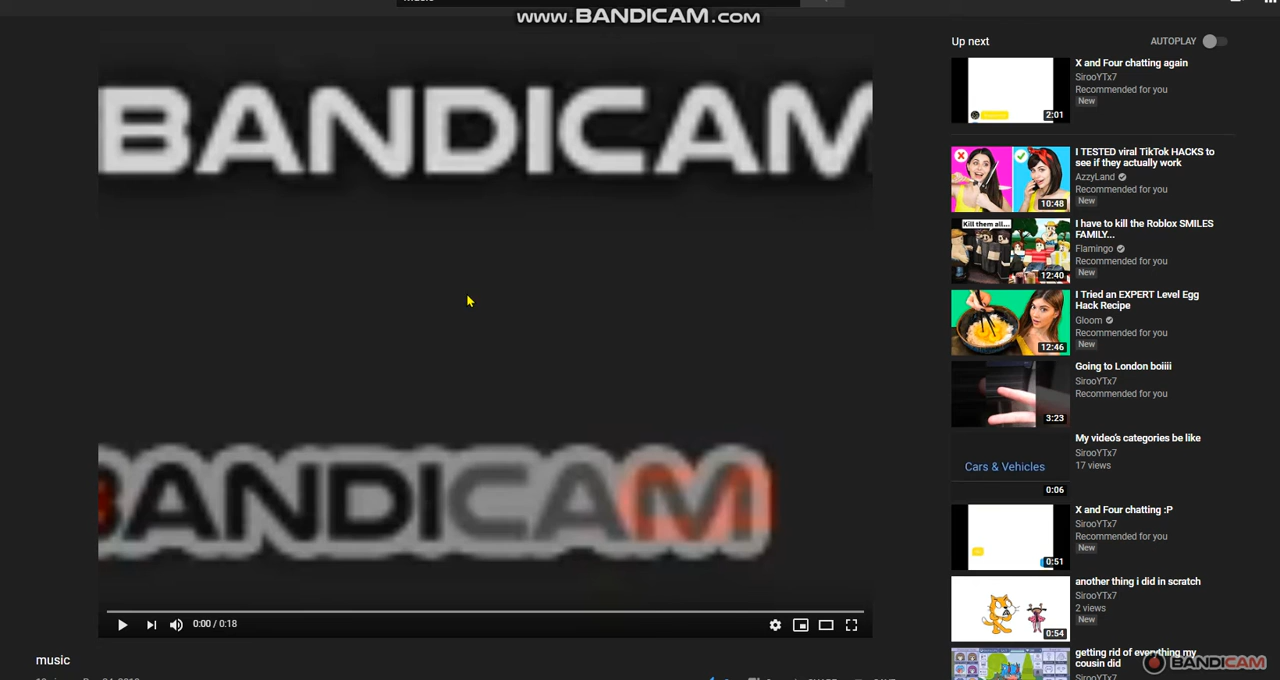 www.BANDICAM.com
BANDICAM
BANDICAM
0:00 / 0:18
music
Up next
AUTOPLAY
X and Four chatting again
SirooYTx7
Recommended for you
New
2:01
I TESTED viral TikTok HACKS to
see if they actually work
AzzyLand
Recommended for you
New
10:48
I have to kill the Roblox SMILES
FAMILY...
Flamingo
Recommended for you
New
Kill them all...
12:40
I Tried an EXPERT Level Egg
Hack Recipe
Gloom
Recommended for you
New
12:46
Going to London boiiii
SirooYTx7
Recommended for you
3:23
My video's categories be like
SirooYTx7
17 views
Cars & Vehicles
0:06
X and Four chatting :P
SirooYTx7
Recommended for you
New
0:51
another thing i did in scratch
SirooYTx7
2 views
New
0:54
getting rid of everything my
cousin did
BANDICAM